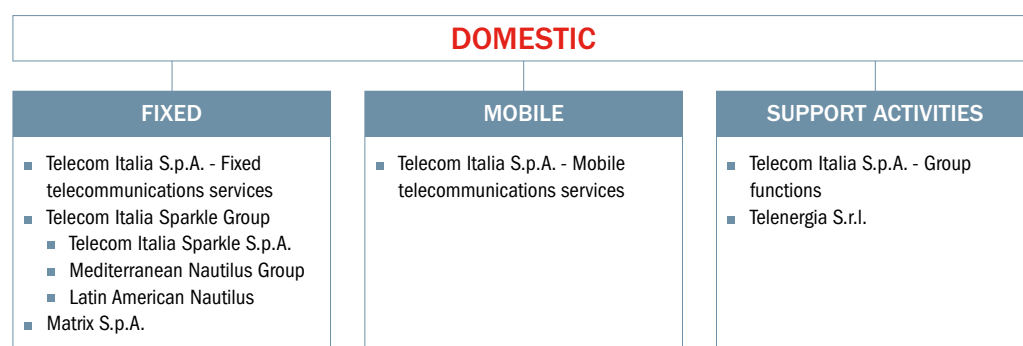 DOMESTIC
FIXED
Telecom Italia S.p.A. - Fixed
telecommunications services
Telecom Italia Sparkle Group
Telecom Italia Sparkle S.p.A.
Mediterranean Nautilus Group
Latin American Nautilus
Matrix S.p.A.
MOBILE
Telecom Italia S.p.A. - Mobile
telecommunications services
SUPPORT ACTIVITIES
Telecom Italia S.p.A. - Group
functions
Telenergia S.r.l.